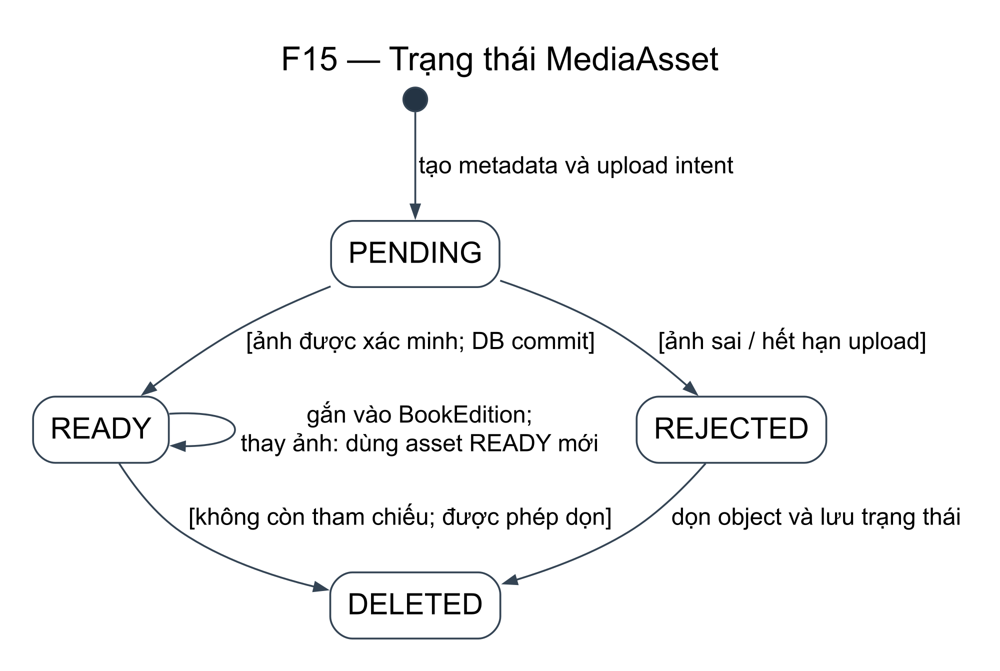 F15 — Trạng thái MediaAsset
tạo metadata và upload intent
PENDING
[ảnh được xác minh; DB commit]
[ảnh sai / hết hạn upload]
READY
gắn vào BookEdition;
thay ảnh: dùng asset READY mới
REJECTED
[không còn tham chiếu; được phép dọn]
dọn object và lưu trạng thái
DELETED